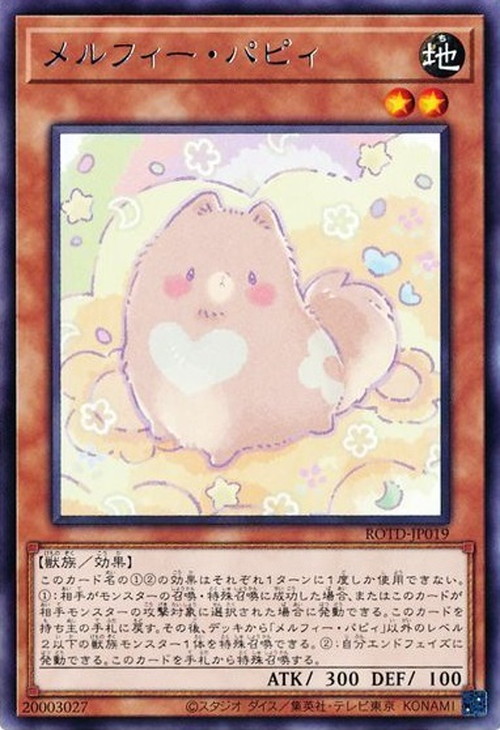 メルフィー・パピィ
地
ROTD-JP019
【獣族／効果】
このカード名の①②の効果はそれぞれ１ターンに１度しか使用できない。
①：相手がモンスターの召喚・特殊召喚に成功した場合、またはこのカードが
相手モンスターの攻撃対象に選択された場合に発動できる。このカードを
持ち主の手札に戻す。その後、デッキから「メルフィー・パピィ」以外のレベル
２以下の獣族モンスター１体を特殊召喚できる。②：自分エンドフェイズに
発動できる。このカードを手札から特殊召喚する。
ATK/ 300 DEF/ 100
20003027
©スタジオ・ダイス／集英社・テレビ東京 KONAMI